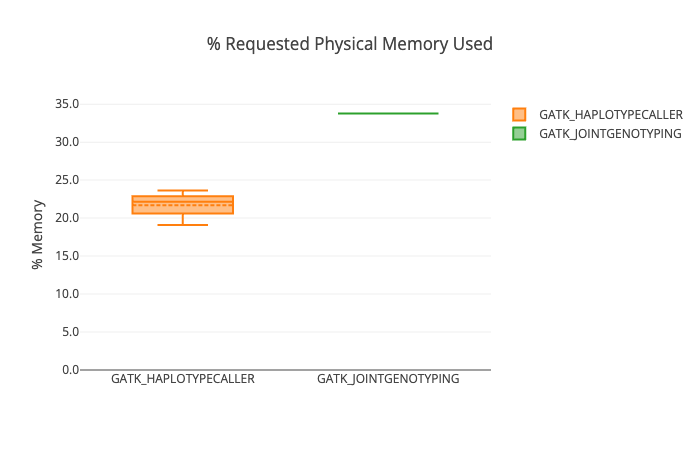 % Requested Physical Memory Used
35.0
30.0
25.0
20.0
15.0
10.0
5.0
0.0
% Memory
GATK_HAPLOTYPECALLER
GATK_JOINTGENOTYPING
GATK_HAPLOTYPECALLER
GATK_JOINTGENOTYPING